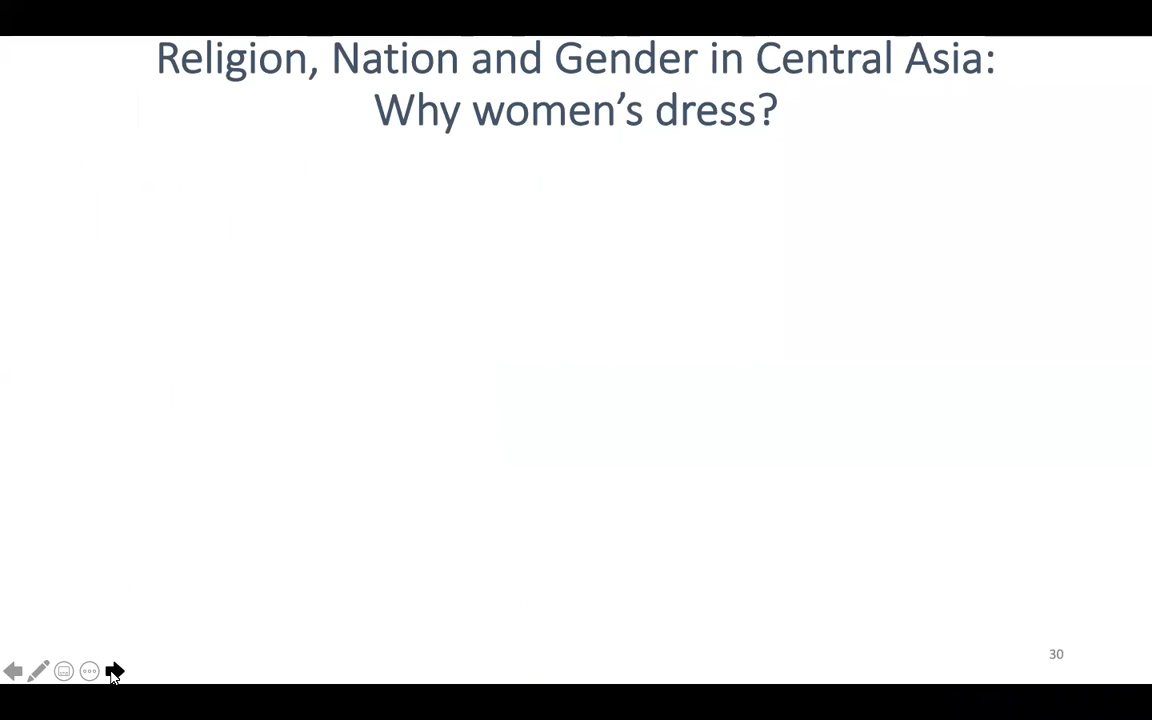 Religion, Nation and Gender in Central Asia:
Why women’s dress?
30